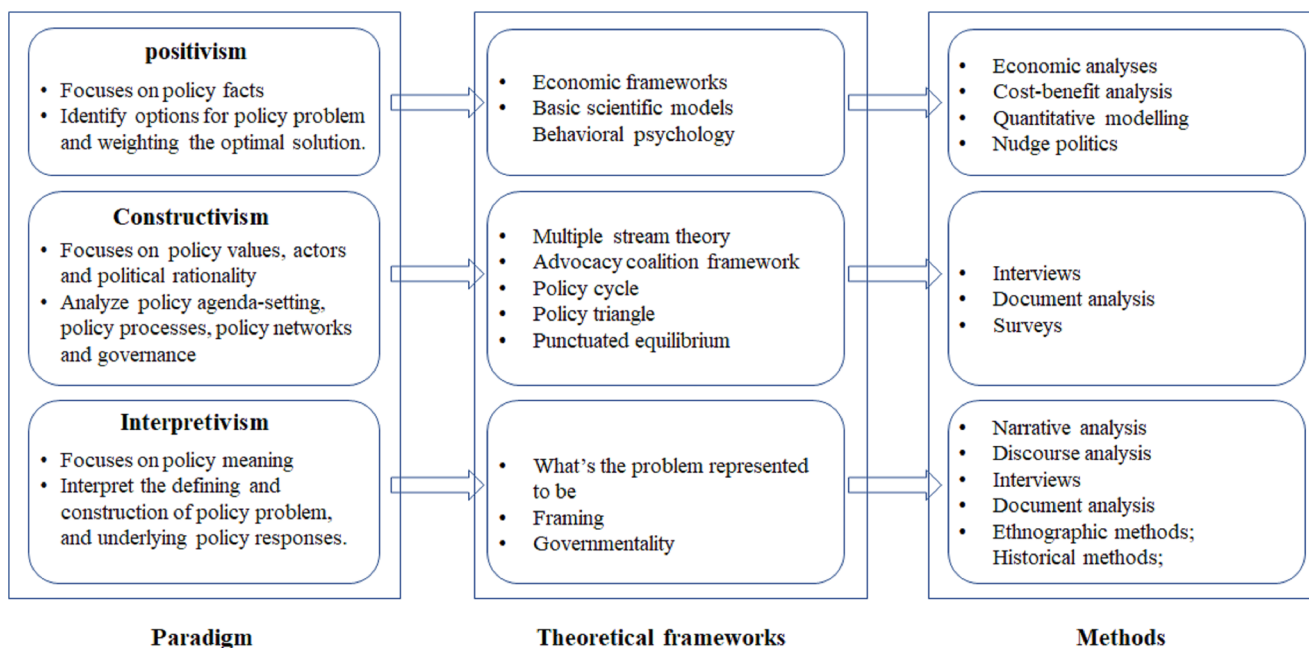 positivism
• Focuses on policy facts
• Identify options for policy problem
and weighting the optimal solution.
• Economic frameworks
• Basic scientific models
Behavioral psychology
• Economic analyses
• Cost-benefit analysis
• Quantitative modelling
• Nudge politics
Constructivism
• Focuses on policy values, actors
and political rationality
• Analyze policy agenda-setting,
policy processes, policy networks
and governance
• Multiple stream theory
• Advocacy coalition framework
• Policy cycle
• Policy triangle
• Punctuated equilibrium
• Interviews
• Document analysis
• Surveys
Interpretivism
• Focuses on policy meaning
• Interpret the defining and
construction of policy problem,
and underlying policy responses.
• What’s the problem represented
to be
• Framing
• Governmentality
• Narrative analysis
• Discourse analysis
• Interviews
• Document analysis
• Ethnographic methods;
Historical methods;
Paradigm
Theoretical frameworks
Methods